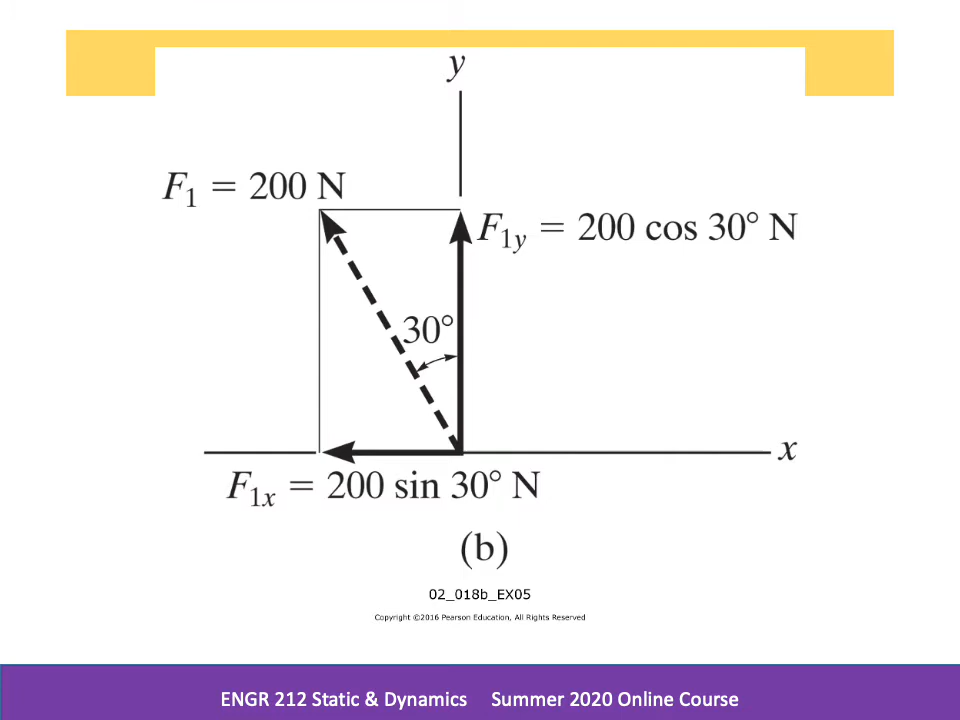 y
F1 = 200 N
F1y = 200 cos 30° N
30°
x
F1x = 200 sin 30° N
(b)
02_018b_EX05
Copyright ©2016 Pearson Education, All Rights Reserved
ENGR 212 Static & Dynamics Summer 2020 Online Course